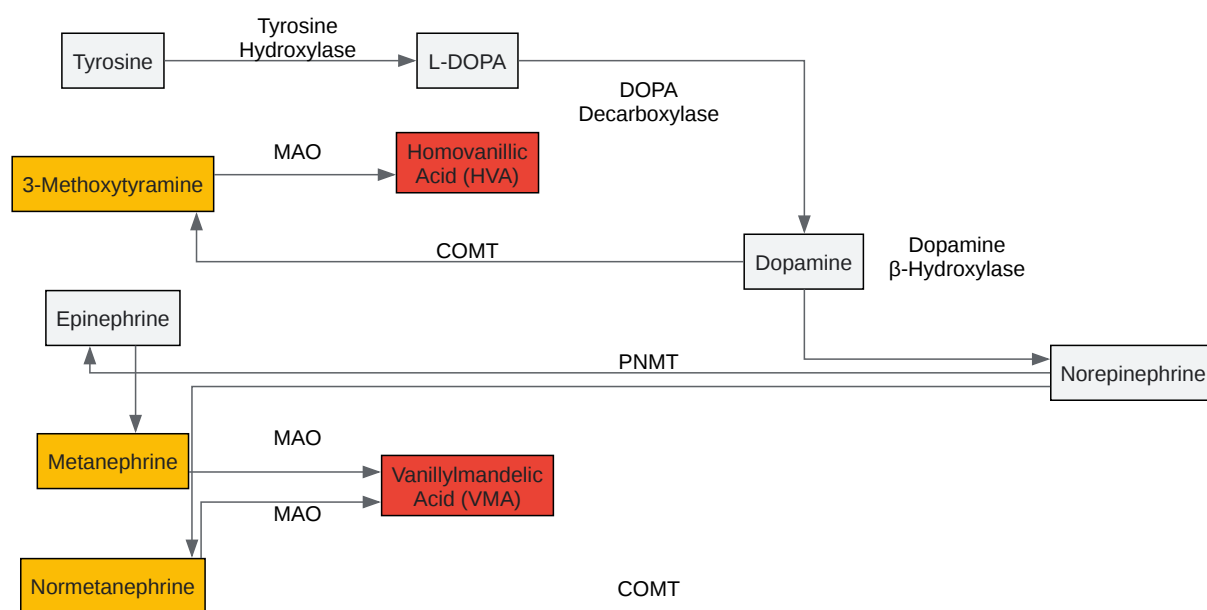 Tyrosine
Tyrosine
Hydroxylase
L-DOPA
DOPA
Decarboxylase
3-Methoxytyramine
MAO
Homovanillic
Acid (HVA)
COMT
Dopamine
Dopamine
β-Hydroxylase
Epinephrine
PNMT
Norepinephrine
Metanephrine
MAO
Vanillylmandelic
Acid (VMA)
MAO
Normetanephrine
COMT